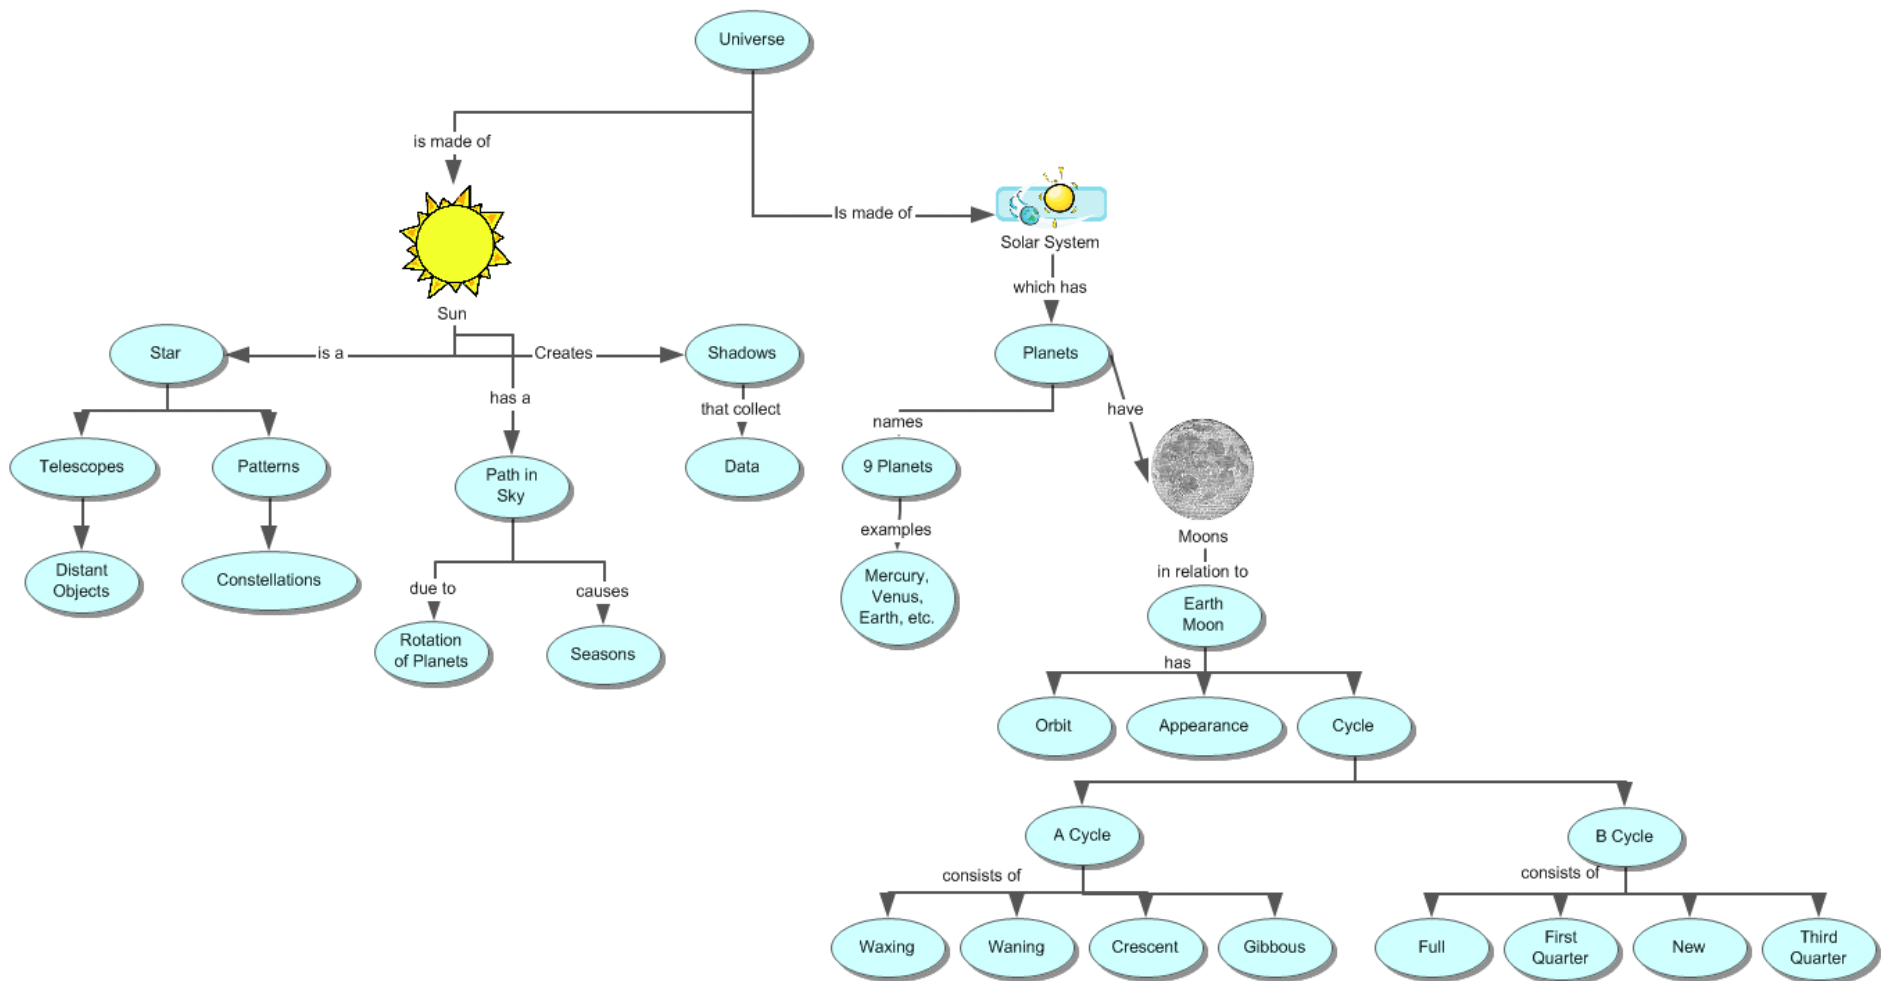 Universe
is made of
Is made of
Solar System
which has
Sun
Star
is a
Creates
Shadows
Planets
has a
that collect
names
have
Telescopes
Patterns
Path in
Sky
Data
9 Planets
examples
Moons
in relation to
Distant
Objects
Constellations
due to
causes
Mercury,
Venus,
Earth, etc.
Earth
Moon
Rotation
of Planets
Seasons
has
Orbit
Appearance
Cycle
A Cycle
B Cycle
consists of
consists of
Waxing
Waning
Crescent
Gibbous
Full
First
Quarter
New
Third
Quarter